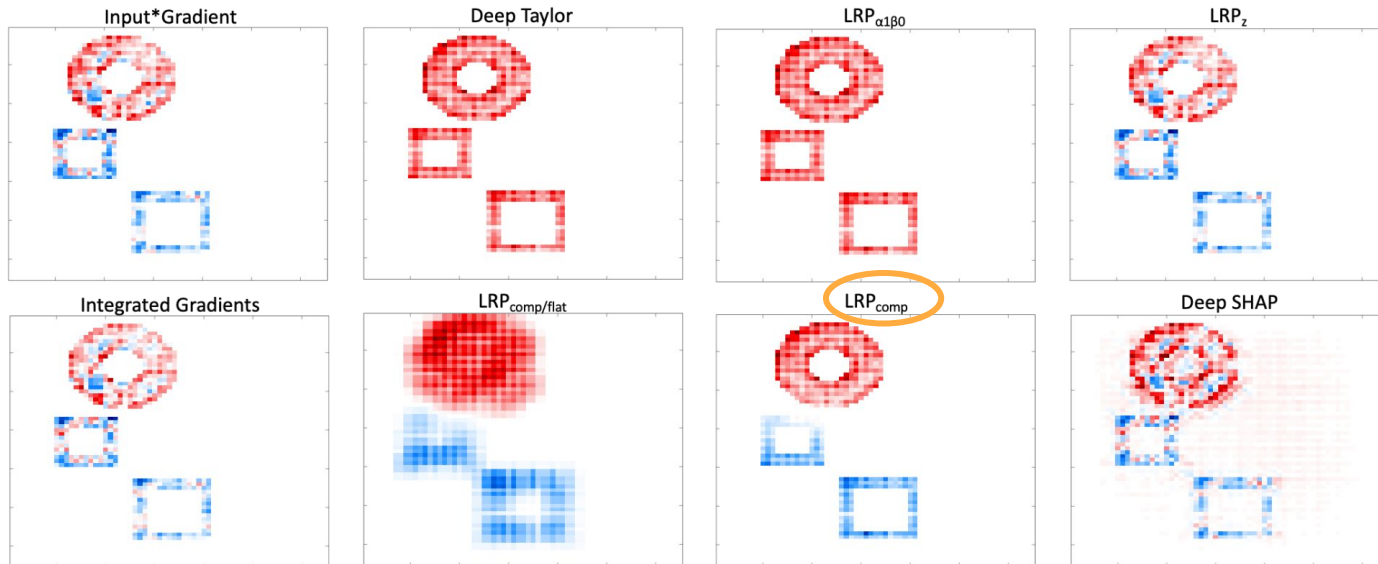 Input*Gradient
Deep Taylor
LRPα1β0
LRPz
Integrated Gradients
LRPcomp/flat
LRPcomp
Deep SHAP